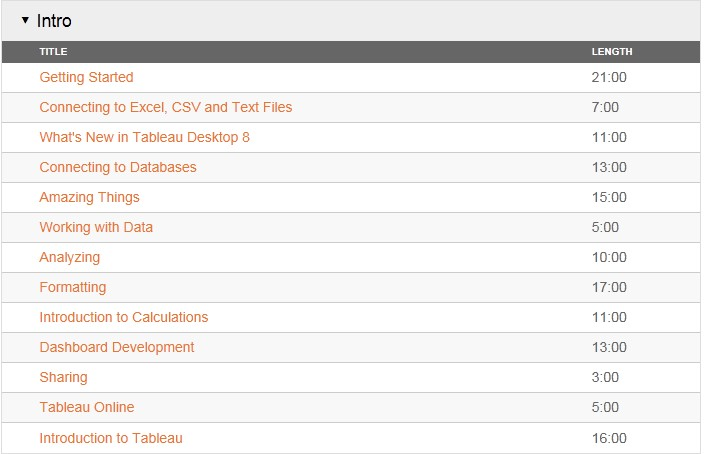 Intro
TITLE LENGTH
Getting Started 21:00
Connecting to Excel, CSV and Text Files 7:00
What's New in Tableau Desktop 8 11:00
Connecting to Databases 13:00
Amazing Things 15:00
Working with Data 5:00
Analyzing 10:00
Formatting 17:00
Introduction to Calculations 11:00
Dashboard Development 13:00
Sharing 3:00
Tableau Online 5:00
Introduction to Tableau 16:00